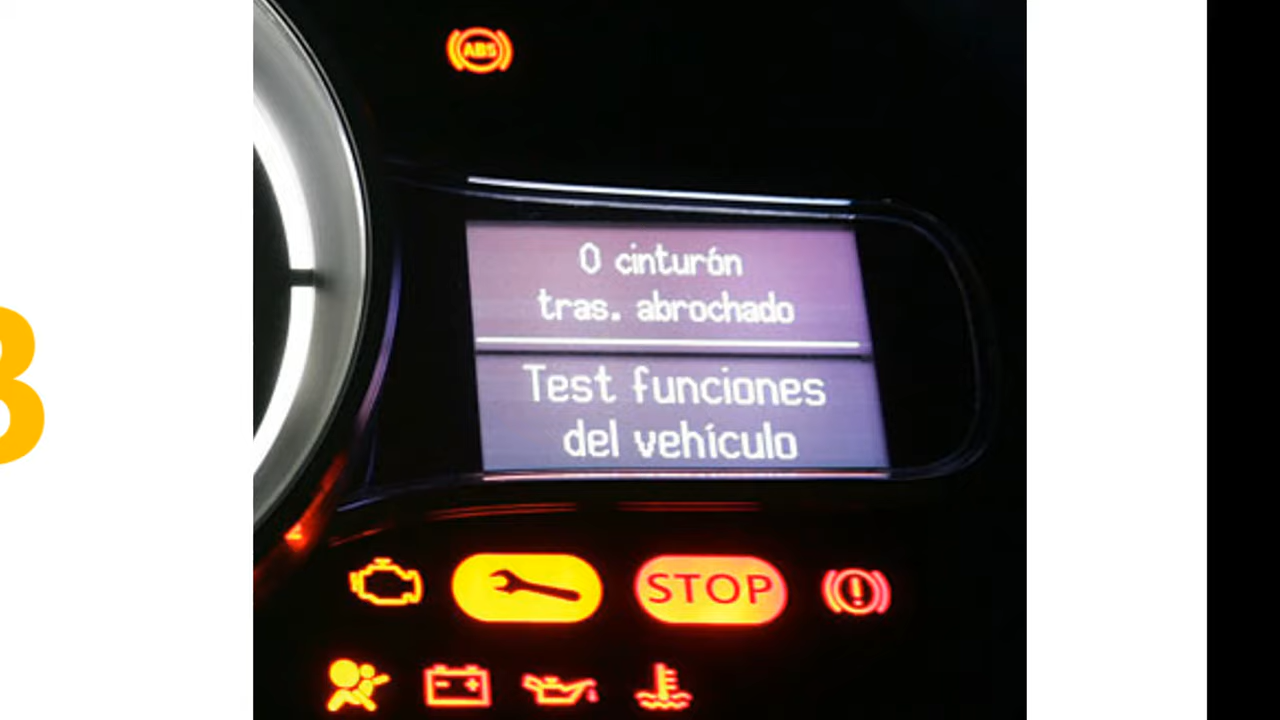 ABS
0 cinturón
tras. abrochado
Test funciones
del vehículo
STOP